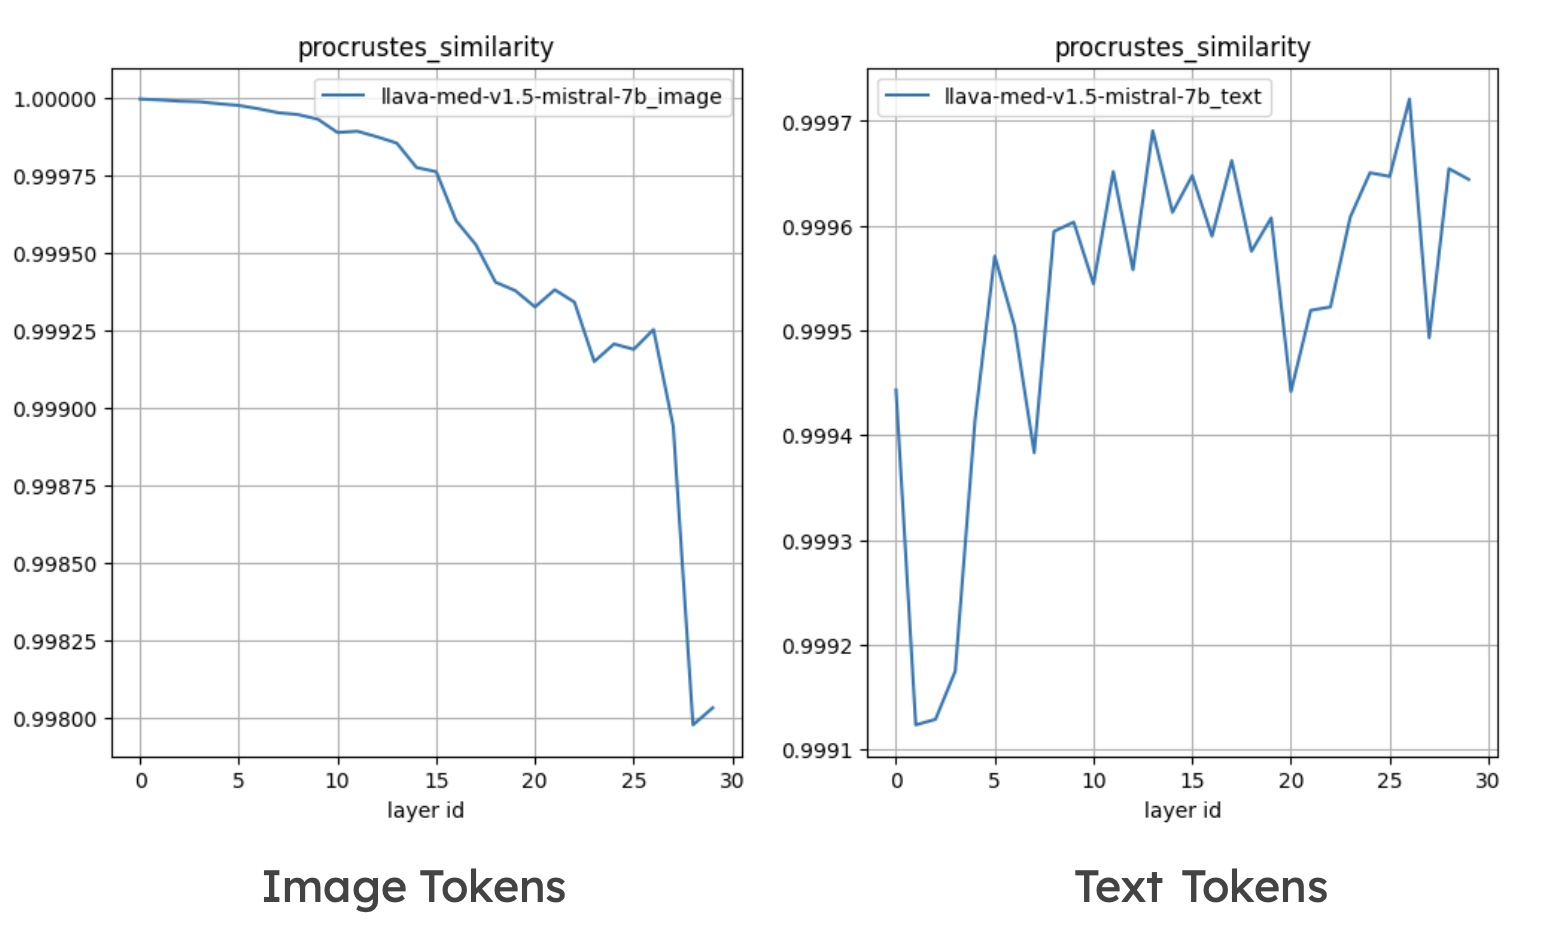 procrustes_similarity
llava-med-v1.5-mistral-7b_image
1.00000
0.99975
0.99950
0.99925
0.99900
0.99875
0.99850
0.99825
0.99800
0 5 10 15 20 25 30
layer id
Image Tokens
procrustes_similarity
llava-med-v1.5-mistral-7b_text
0.9997
0.9996
0.9995
0.9994
0.9993
0.9992
0.9991
0 5 10 15 20 25 30
layer id
Text Tokens